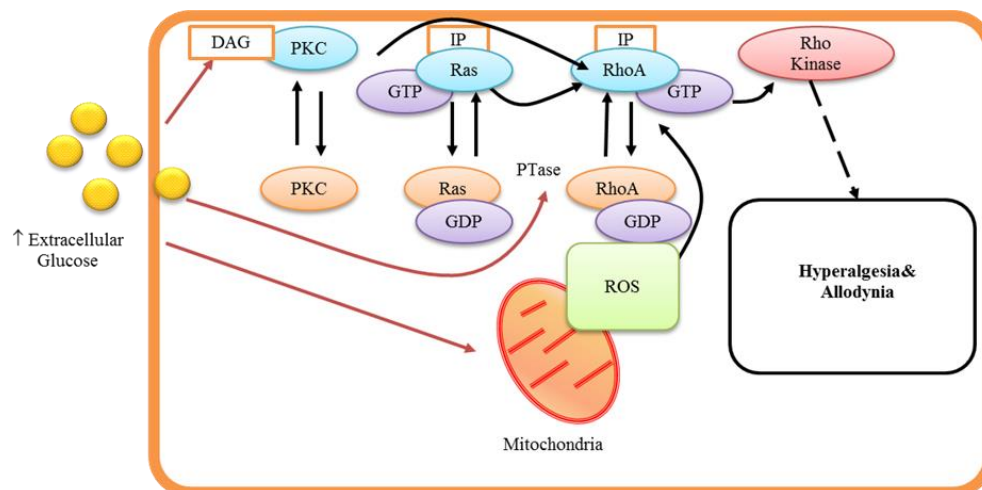 DAG
PKC
IP
Ras
GTP
IP
RhoA
GTP
Rho
Kinase
PKC
Ras
GDP
PTase
RhoA
GDP
↑ Extracellular
Glucose
ROS
Hyperalgesia&
Allodynia
Mitochondria